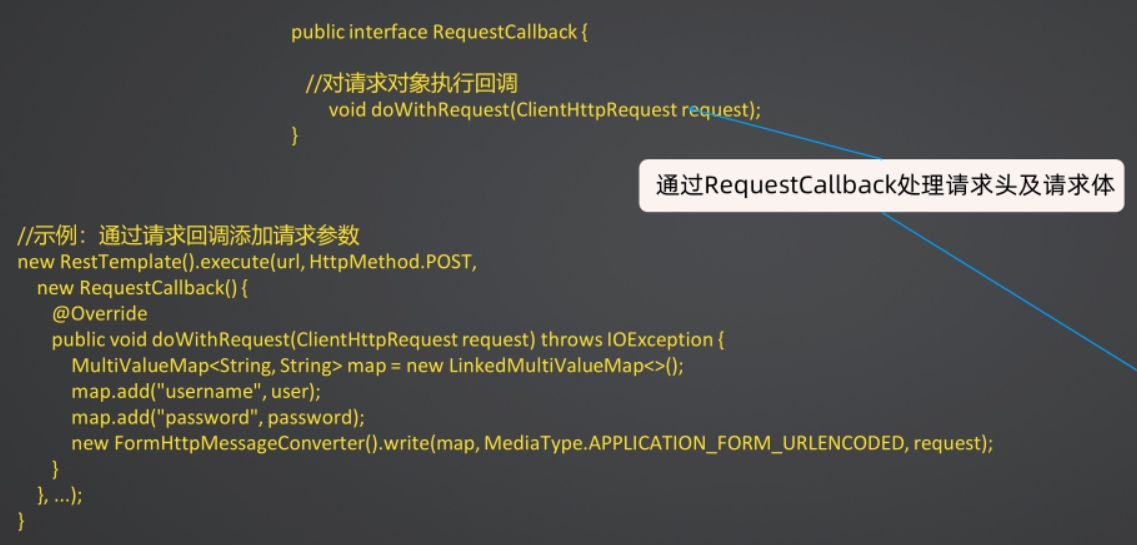 public interface RequestCallback {
//对请求对象执行回调
void doWithRequest(ClientHttpRequest request);
}
通过RequestCallback处理请求头及请求体
//示例：通过请求回调添加请求参数
new RestTemplate().execute(url, HttpMethod.POST,
new RequestCallback() {
@Override
public void doWithRequest(ClientHttpRequest request) throws IOException {
MultiValueMap<String, String> map = new LinkedMultiValueMap<>();
map.add("username", user);
map.add("password", password);
new FormHttpMessageConverter().write(map, MediaType.APPLICATION_FORM_URLENCODED, request);
}
}, ...);
}